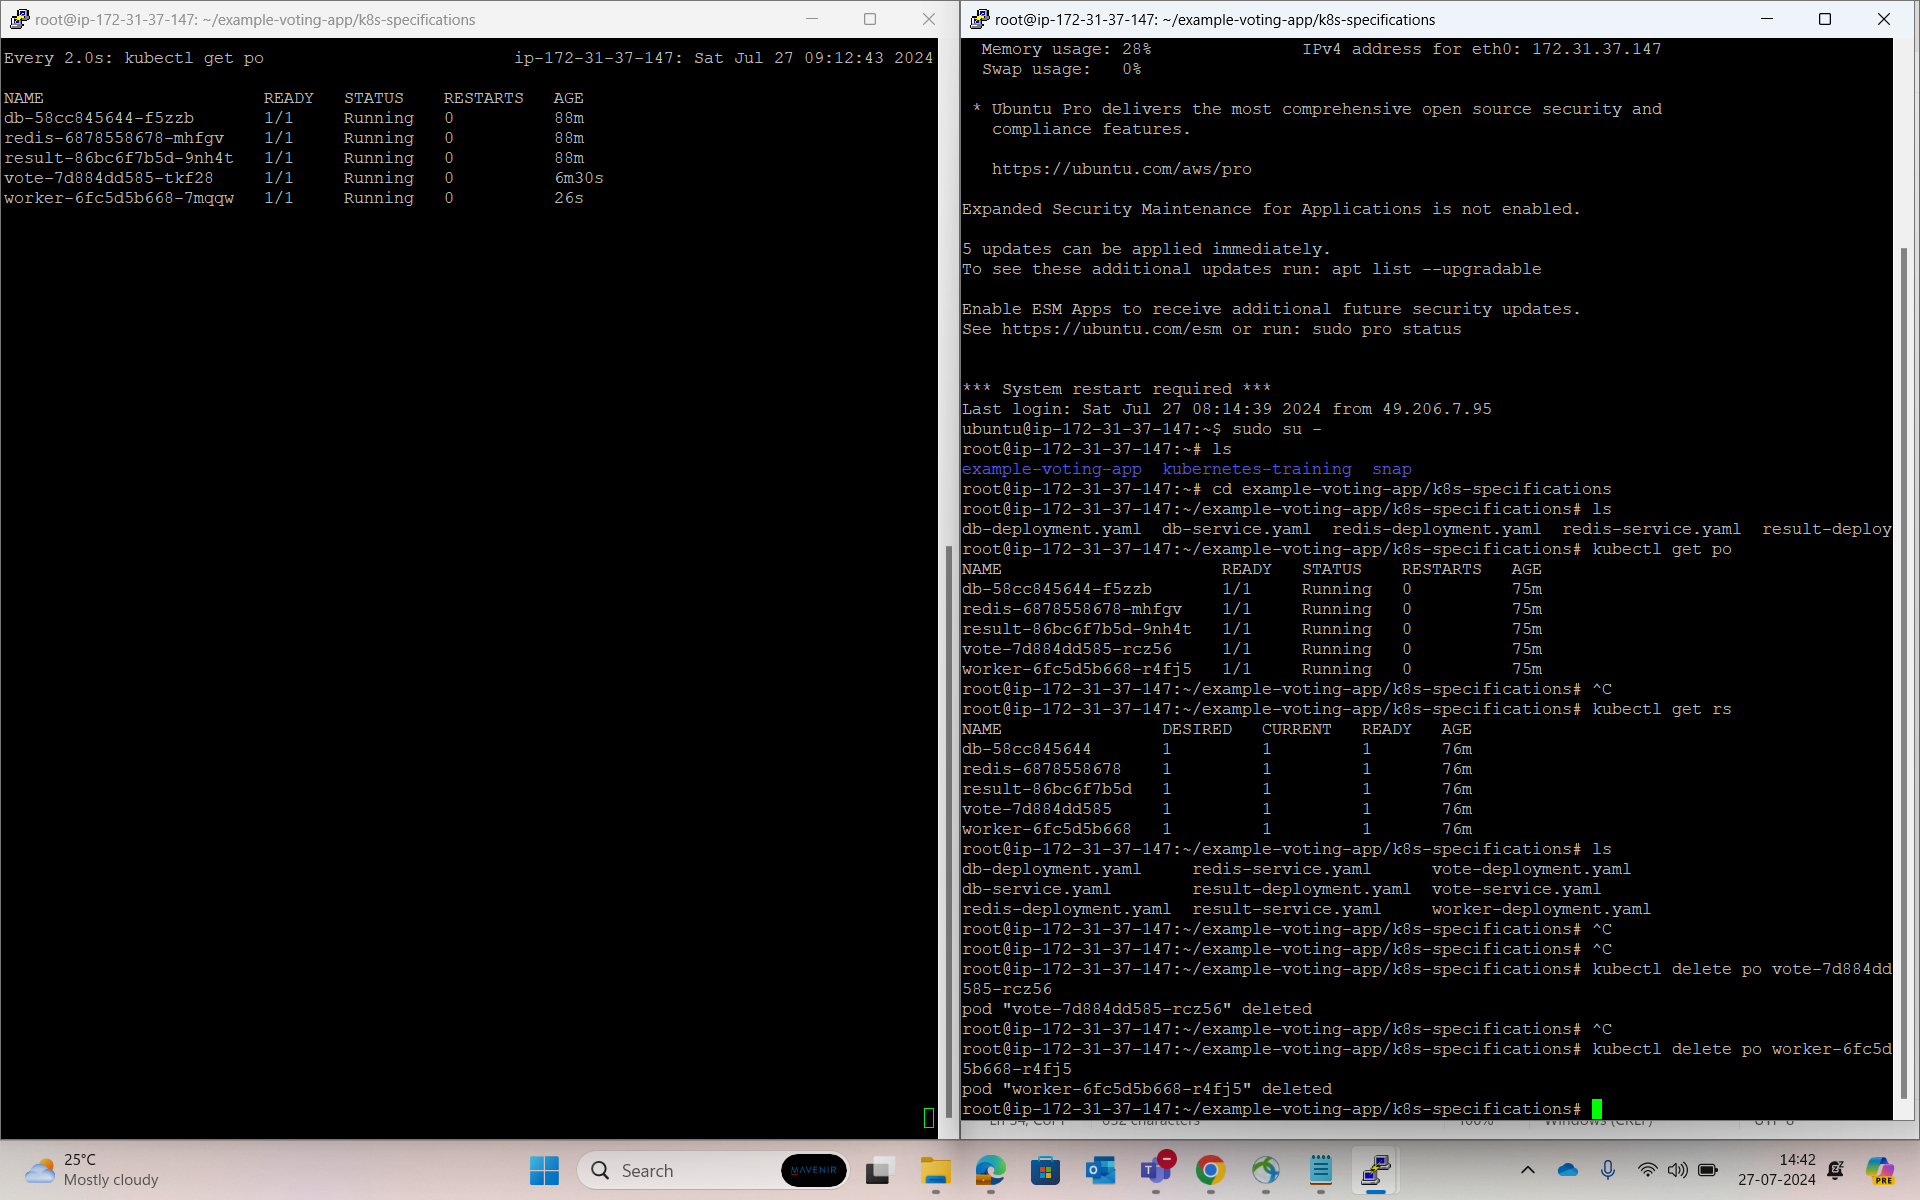 root@ip-172-31-37-147: ~/example-voting-app/k8s-specifications
Every 2.0s: kubectl get po ip-172-31-37-147: Sat Jul 27 09:12:43 2024
NAME READY STATUS RESTARTS AGE
db-58cc845644-f5zzb 1/1 Running 0 88m
redis-6878558678-mhfgv 1/1 Running 0 88m
result-86bc6f7b5d-9nh4t 1/1 Running 0 88m
vote-7d884dd585-tkf28 1/1 Running 0 6m30s
worker-6fc5d5b668-7mqqw 1/1 Running 0 26s
root@ip-172-31-37-147: ~/example-voting-app/k8s-specifications
Memory usage: 28% IPv4 address for eth0: 172.31.37.147
Swap usage: 0%
* Ubuntu Pro delivers the most comprehensive open source security and
compliance features.
https://ubuntu.com/aws/pro
Expanded Security Maintenance for Applications is not enabled.
5 updates can be applied immediately.
To see these additional updates run: apt list --upgradable
Enable ESM Apps to receive additional future security updates.
See https://ubuntu.com/esm or run: sudo pro status
*** System restart required ***
Last login: Sat Jul 27 08:14:39 2024 from 49.206.7.95
ubuntu@ip-172-31-37-147:~$ sudo su -
root@ip-172-31-37-147:~# ls
example-voting-app kubernetes-training snap
root@ip-172-31-37-147:~# cd example-voting-app/k8s-specifications
root@ip-172-31-37-147:~/example-voting-app/k8s-specifications# ls
db-deployment.yaml db-service.yaml redis-deployment.yaml redis-service.yaml result-deploy
root@ip-172-31-37-147:~/example-voting-app/k8s-specifications# kubectl get po
NAME READY STATUS RESTARTS AGE
db-58cc845644-f5zzb 1/1 Running 0 75m
redis-6878558678-mhfgv 1/1 Running 0 75m
result-86bc6f7b5d-9nh4t 1/1 Running 0 75m
vote-7d884dd585-rcz56 1/1 Running 0 75m
worker-6fc5d5b668-r4fj5 1/1 Running 0 75m
root@ip-172-31-37-147:~/example-voting-app/k8s-specifications# ^C
root@ip-172-31-37-147:~/example-voting-app/k8s-specifications# kubectl get rs
NAME DESIRED CURRENT READY AGE
db-58cc845644 1 1 1 76m
redis-6878558678 1 1 1 76m
result-86bc6f7b5d 1 1 1 76m
vote-7d884dd585 1 1 1 76m
worker-6fc5d5b668 1 1 1 76m
root@ip-172-31-37-147:~/example-voting-app/k8s-specifications# ls
db-deployment.yaml redis-service.yaml vote-deployment.yaml
db-service.yaml result-deployment.yaml vote-service.yaml
redis-deployment.yaml result-service.yaml worker-deployment.yaml
root@ip-172-31-37-147:~/example-voting-app/k8s-specifications# ^C
root@ip-172-31-37-147:~/example-voting-app/k8s-specifications# ^C
root@ip-172-31-37-147:~/example-voting-app/k8s-specifications# kubectl delete po vote-7d884dd
585-rcz56
pod "vote-7d884dd585-rcz56" deleted
root@ip-172-31-37-147:~/example-voting-app/k8s-specifications# ^C
root@ip-172-31-37-147:~/example-voting-app/k8s-specifications# kubectl delete po worker-6fc5d
5b668-r4fj5
pod "worker-6fc5d5b668-r4fj5" deleted
root@ip-172-31-37-147:~/example-voting-app/k8s-specifications#
25°C
Mostly cloudy
Search
MAVENIR
14:42
27-07-2024
PRE